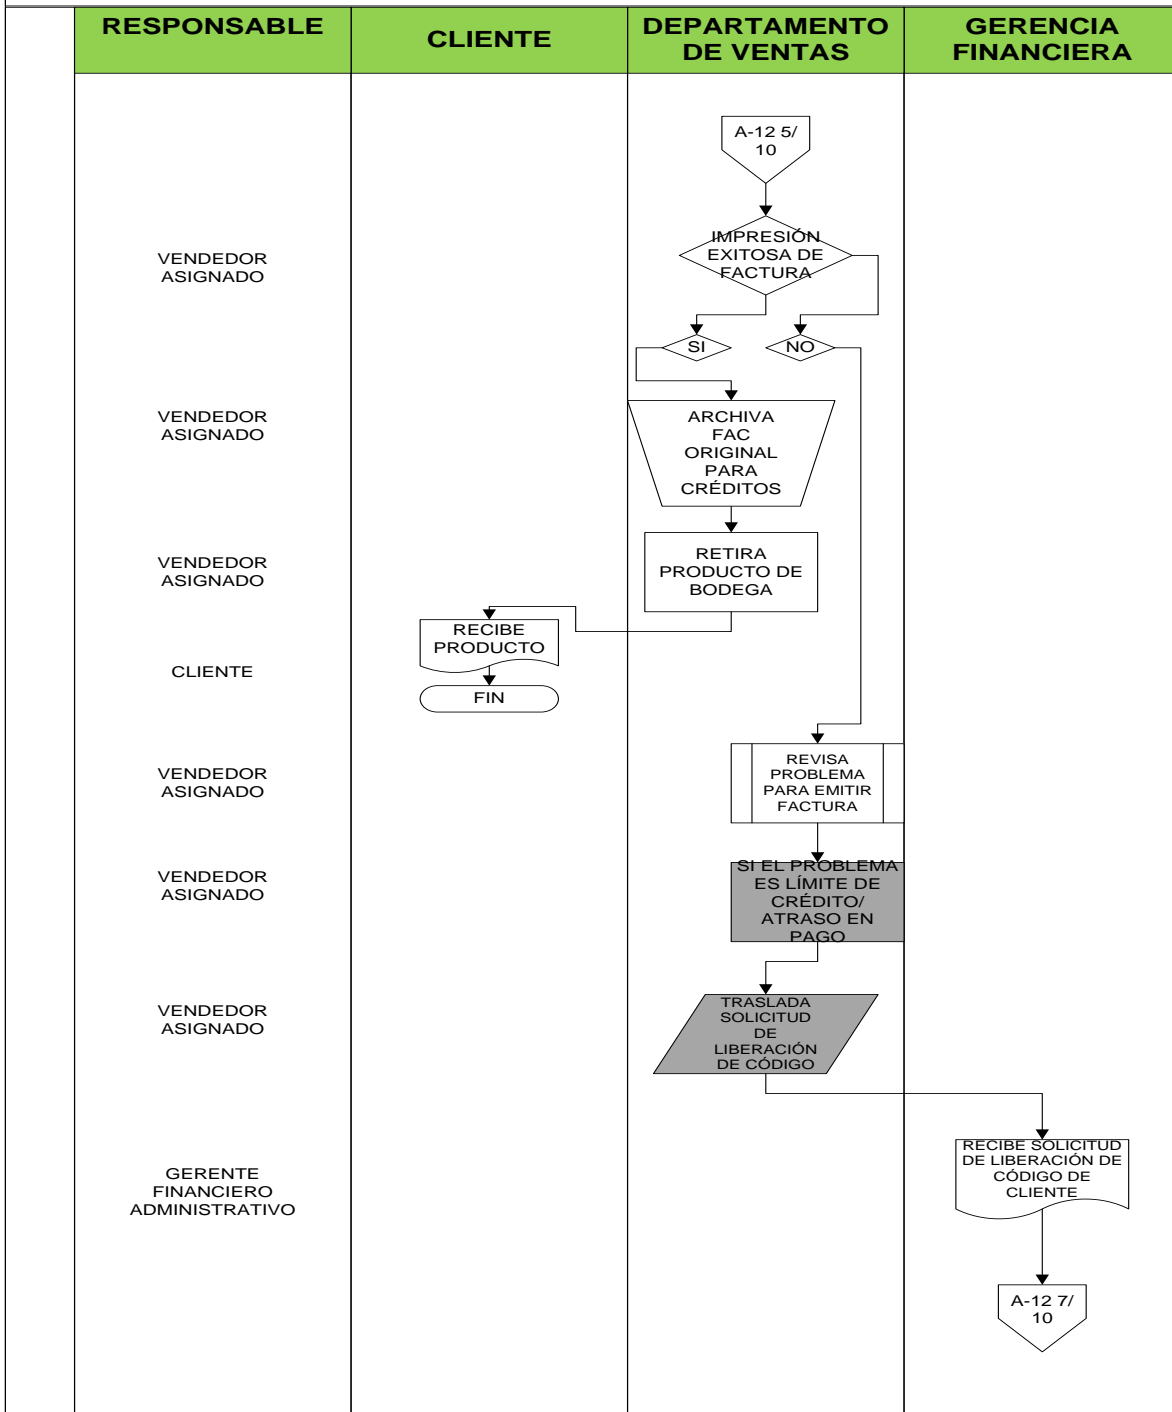 RESPONSABLE
CLIENTE
DEPARTAMENTO
DE VENTAS
GERENCIA
FINANCIERA
A-12 5/
10
VENDEDOR
ASIGNADO
IMPRESIÓN
EXITOSA DE
FACTURA
SI
NO
VENDEDOR
ASIGNADO
ARCHIVA
FAC
ORIGINAL
PARA
CRÉDITOS
VENDEDOR
ASIGNADO
RETIRA
PRODUCTO DE
BODEGA
RECIBE
PRODUCTO
CLIENTE
FIN
VENDEDOR
ASIGNADO
REVISA
PROBLEMA
PARA EMITIR
FACTURA
VENDEDOR
ASIGNADO
SI EL PROBLEMA
ES LÍMITE DE
CRÉDITO/
ATRASO EN
PAGO
VENDEDOR
ASIGNADO
TRASLADA
SOLICITUD
DE
LIBERACIÓN
DE CÓDIGO
GERENTE
FINANCIERO
ADMINISTRATIVO
RECIBE SOLICITUD
DE LIBERACIÓN DE
CÓDIGO DE
CLIENTE
A-12 7/
10